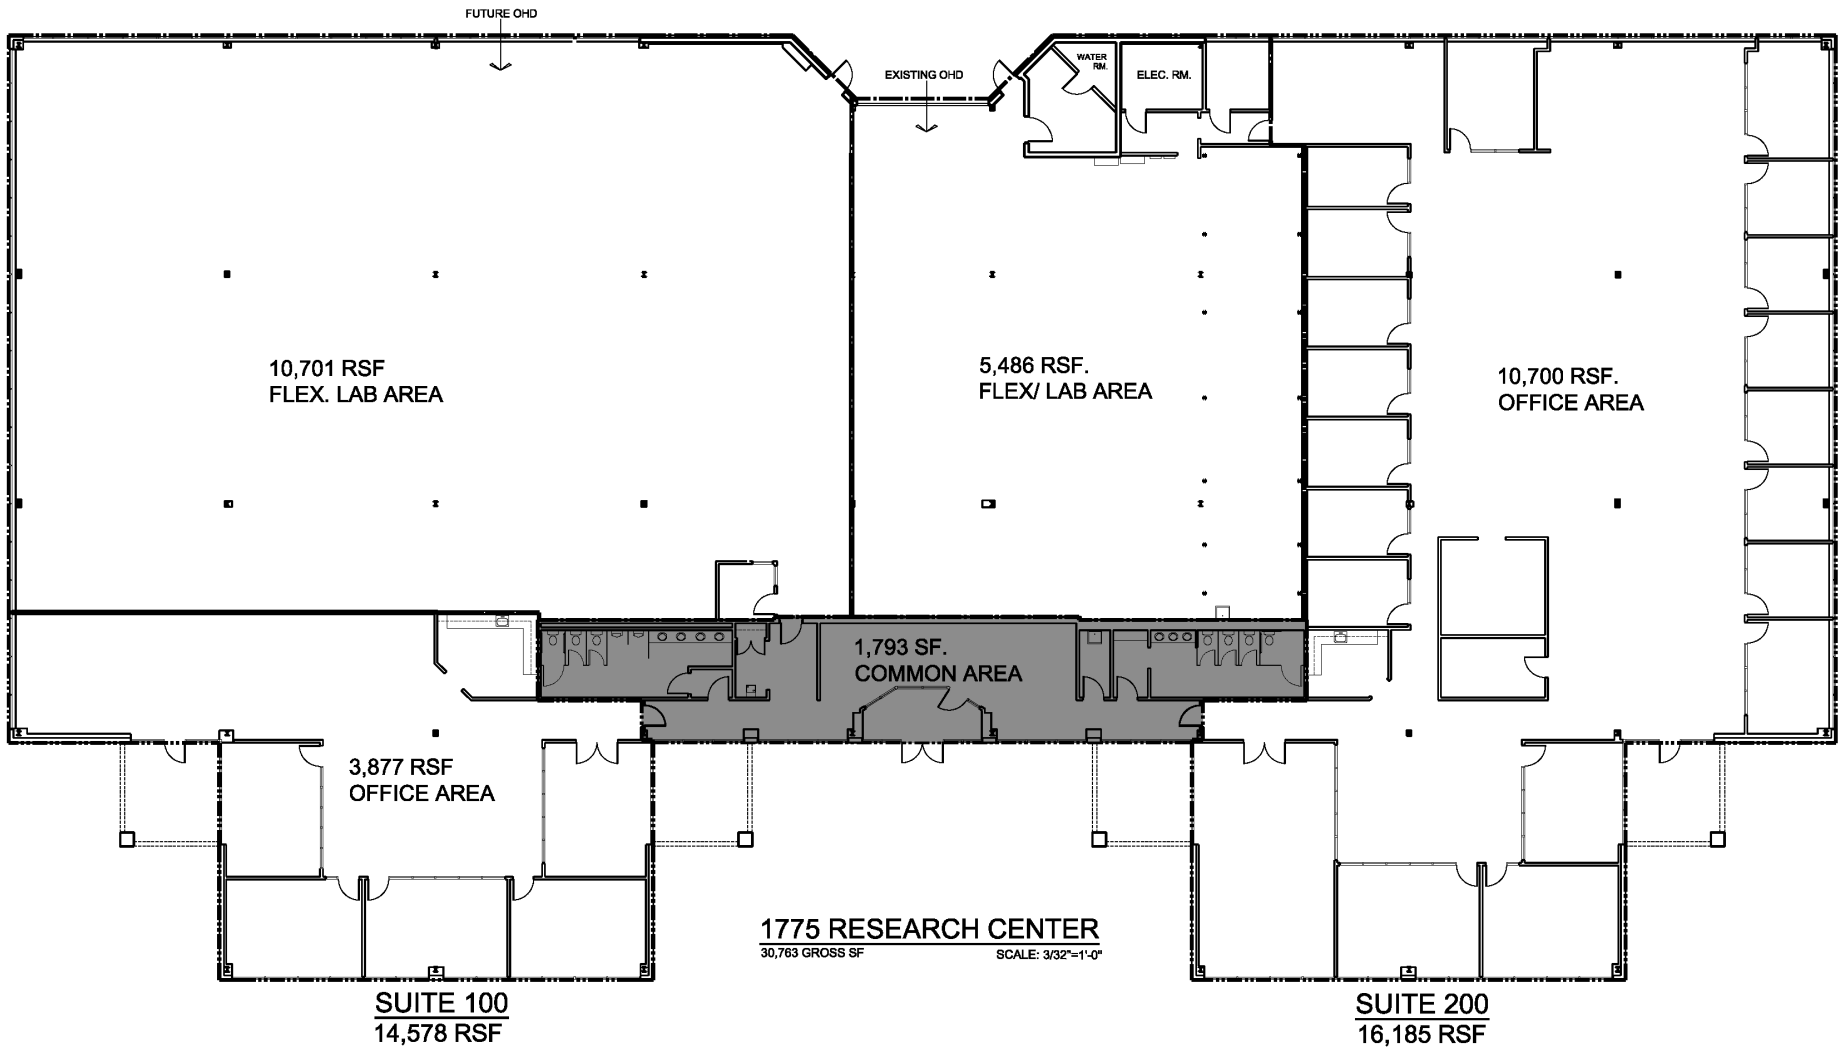 FUTURE OHD
EXISTING OHD
WATER
RM.
ELEC. RM.
10,701 RSF
FLEX. LAB AREA
5,486 RSF.
FLEX/ LAB AREA
10,700 RSF.
OFFICE AREA
1,793 SF.
COMMON AREA
3,877 RSF
OFFICE AREA
1775 RESEARCH CENTER
30,763 GROSS SF
SCALE: 3/32"=1'-0"
SUITE 100
14,578 RSF
SUITE 200
16,185 RSF